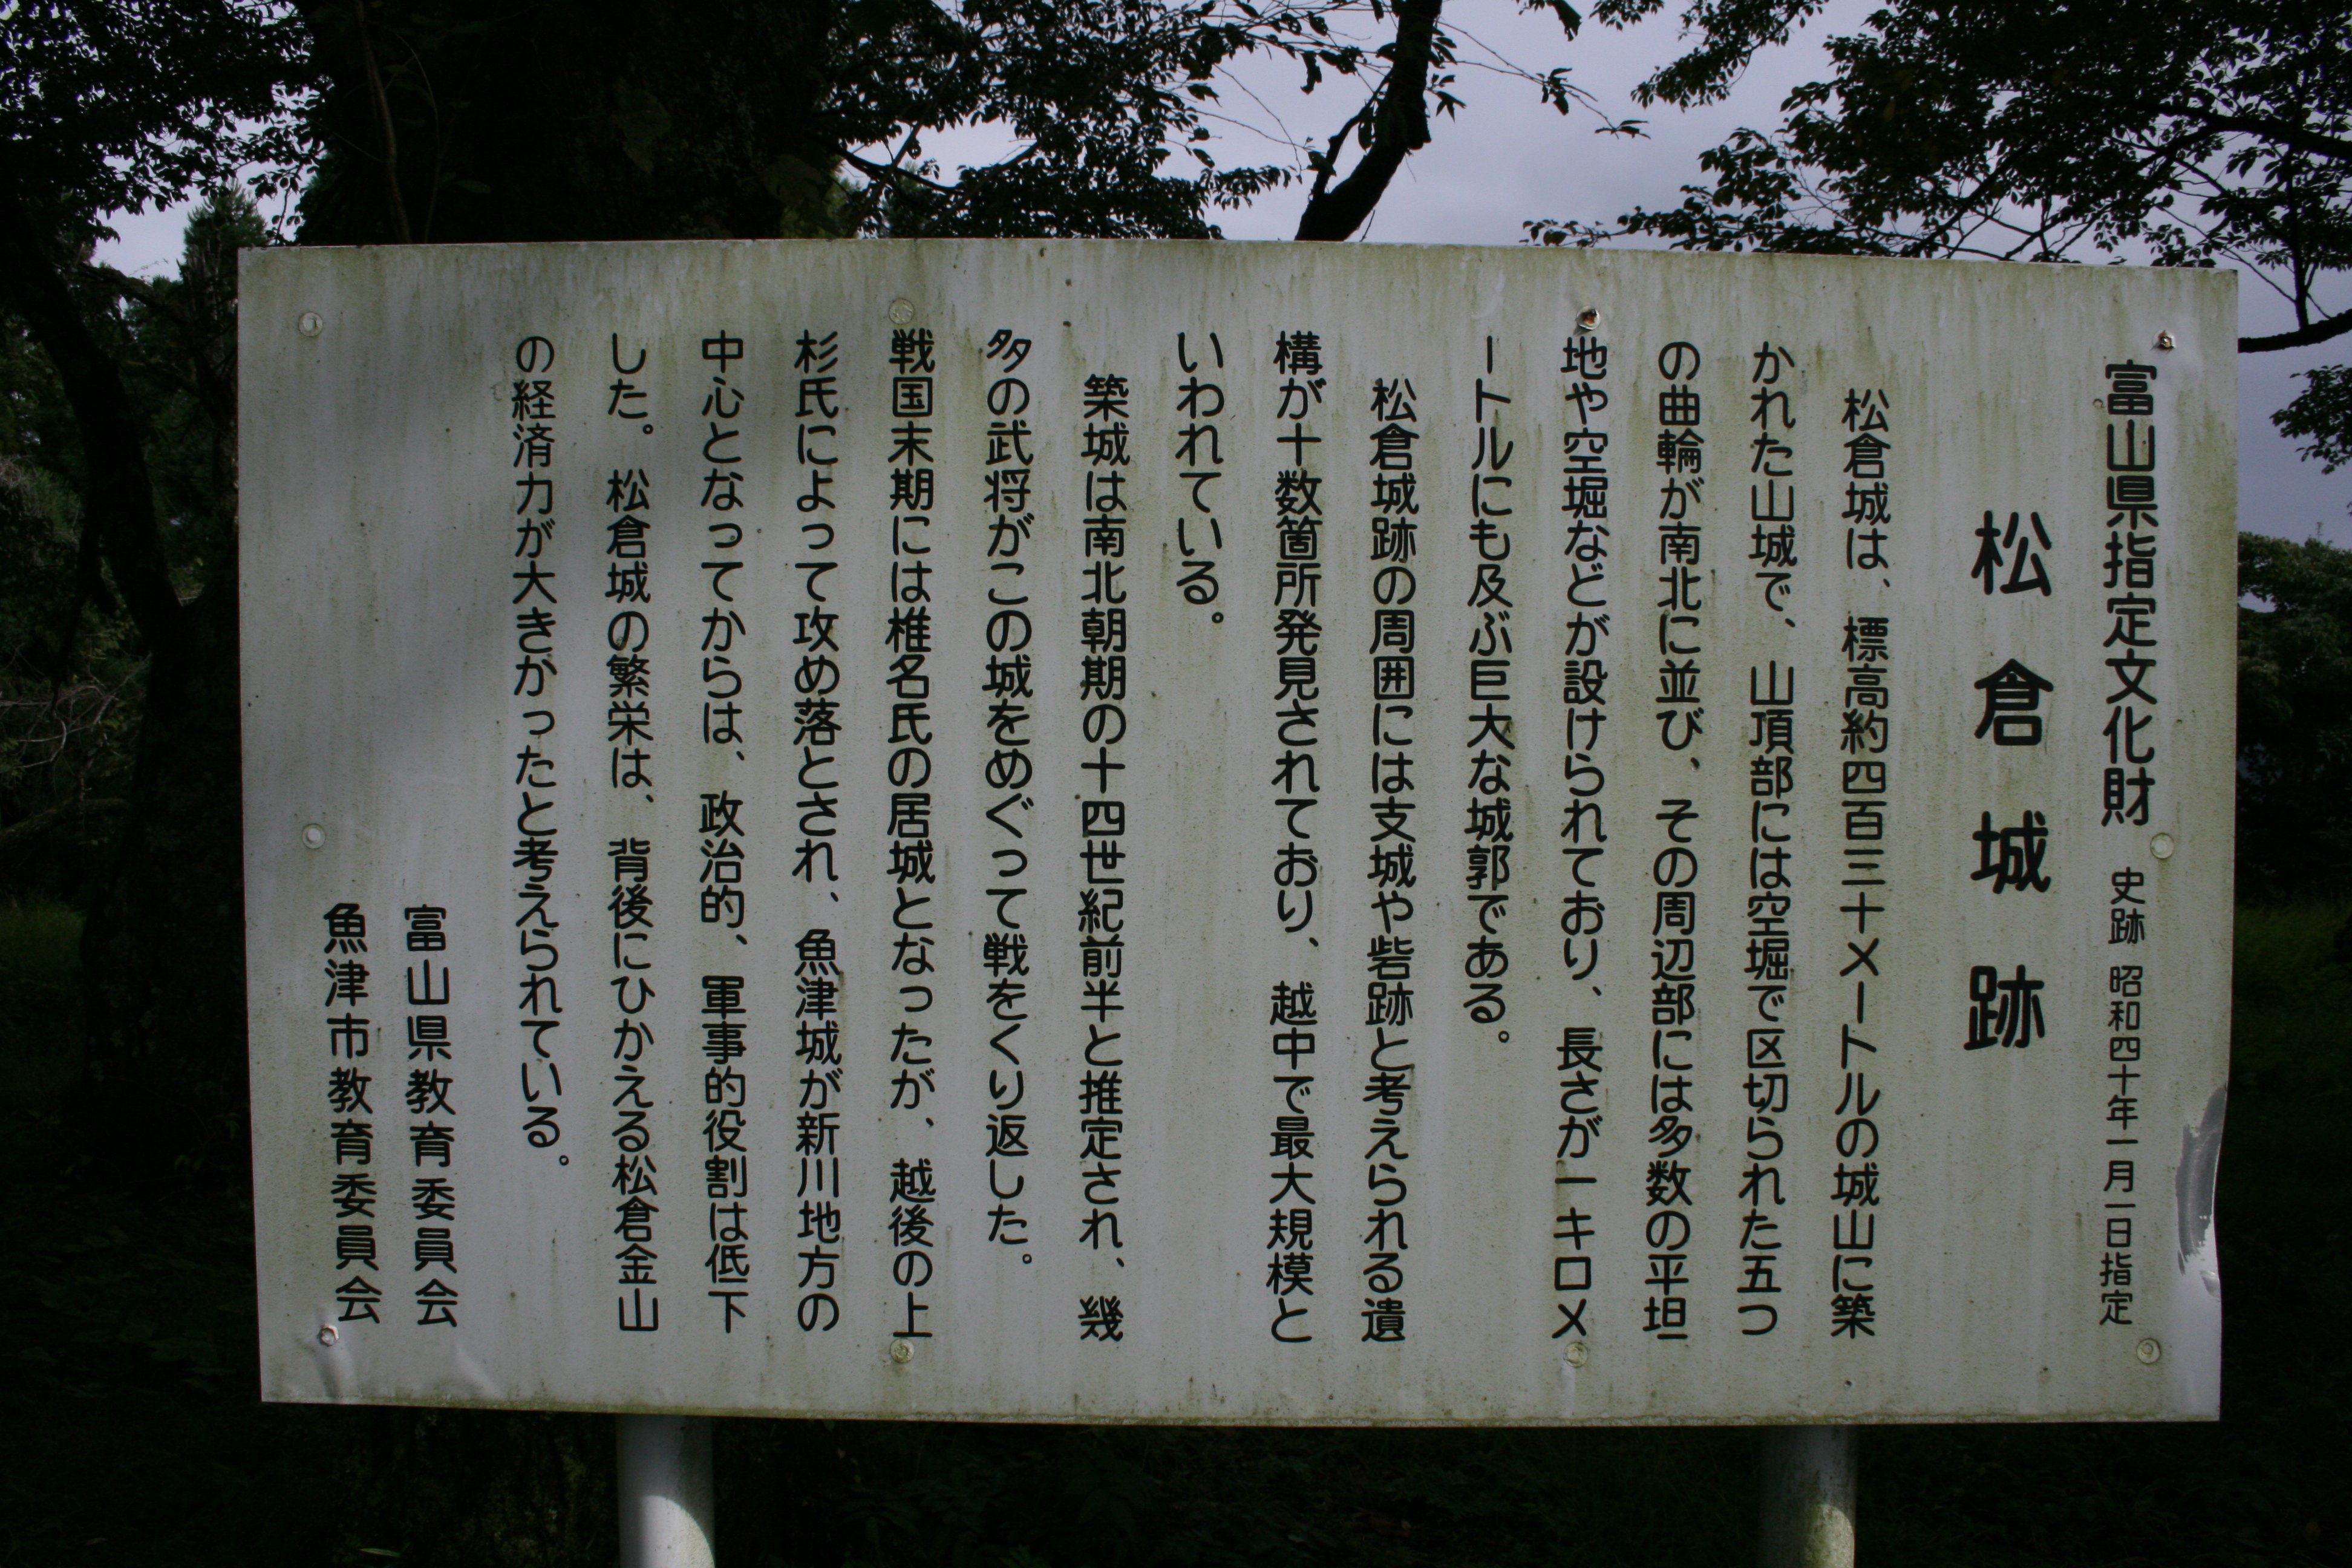 富山県指定文化財 史跡 昭和四十年一月一日指定
松倉城跡
松倉城は、標高約四百三十メートルの城山に築
かれた山城で、山頂部には空堀で区切られた五つ
の曲輪が南北に並び、その周辺部には多数の平坦
地や空堀などが設けられており、長さが一キロメ
ートルにも及ぶ巨大な城郭である。
松倉城跡の周囲には支城や砦跡と考えられる遺
構が十数箇所発見されており、越中で最大規模と
いわれている。
築城は南北朝期の十四世紀前半と推定され、幾
多の武将がこの城をめぐって戦をくり返した。
戦国末期には椎名氏の居城となったが、越後の上
杉氏によって攻め落とされ、魚津城が新川地方の
中心となってからは、政治的、軍事的役割は低下
した。松倉城の繁栄は、背後にひかえる松倉金山
の経済力が大きかったと考えられている。
富山県教育委員会
魚津市教育委員会